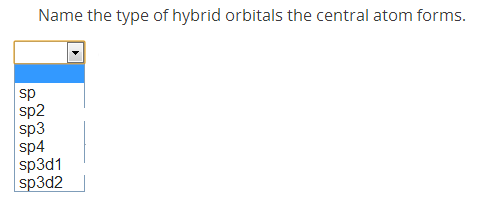 Name the type of hybrid orbitals the central atom forms.
sp
sp2
sp3
sp4
sp3d1
sp3d2